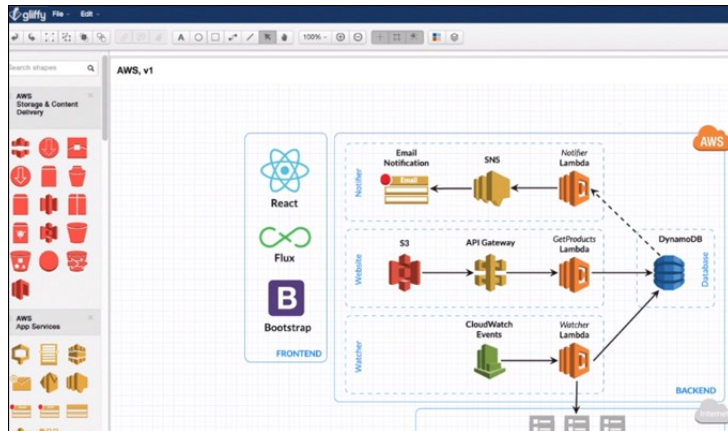 gliffy File Edit
A 100%
Search shapes
AWS, v1
AWS
Storage & Content
Delivery
AWS
App Services
React
Flux
B
Bootstrap
FRONTEND
AWS
Notifier
Email
Notification
Email
SNS
Notifier
Lambda
Website
S3
API Gateway
GetProducts
Lambda
DynamoDB
Database
Watcher
CloudWatch
Events
Watcher
Lambda
BACKEND
Internet